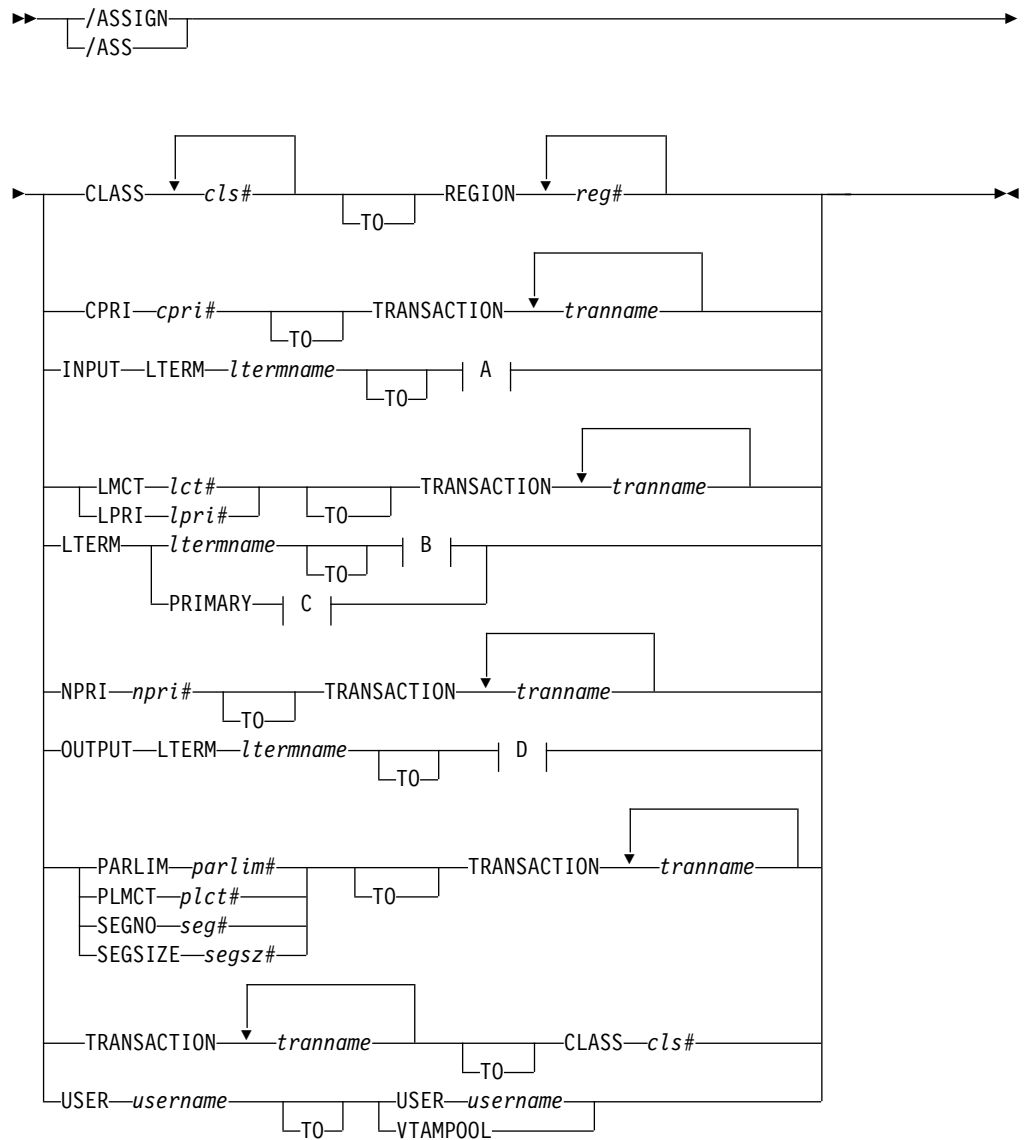 /ASSIGN
/ASS
CLASS cls# TO REGION reg#
CPRI cpri# TO TRANSACTION tranname
INPUT LTERM ltermname TO A
LMCT lct# TO TRANSACTION tranname
LPRI lpri#
LTERM ltermname TO B
PRIMARY C
NPRI npri# TO TRANSACTION tranname
OUTPUT LTERM ltermname TO D
PARLIM parlim# TO TRANSACTION tranname
PLMCT plct#
SEGNO seg#
SEGSIZE segsz#
TRANSACTION tranname TO CLASS cls#
USER username TO USER username
VTAMPOOL